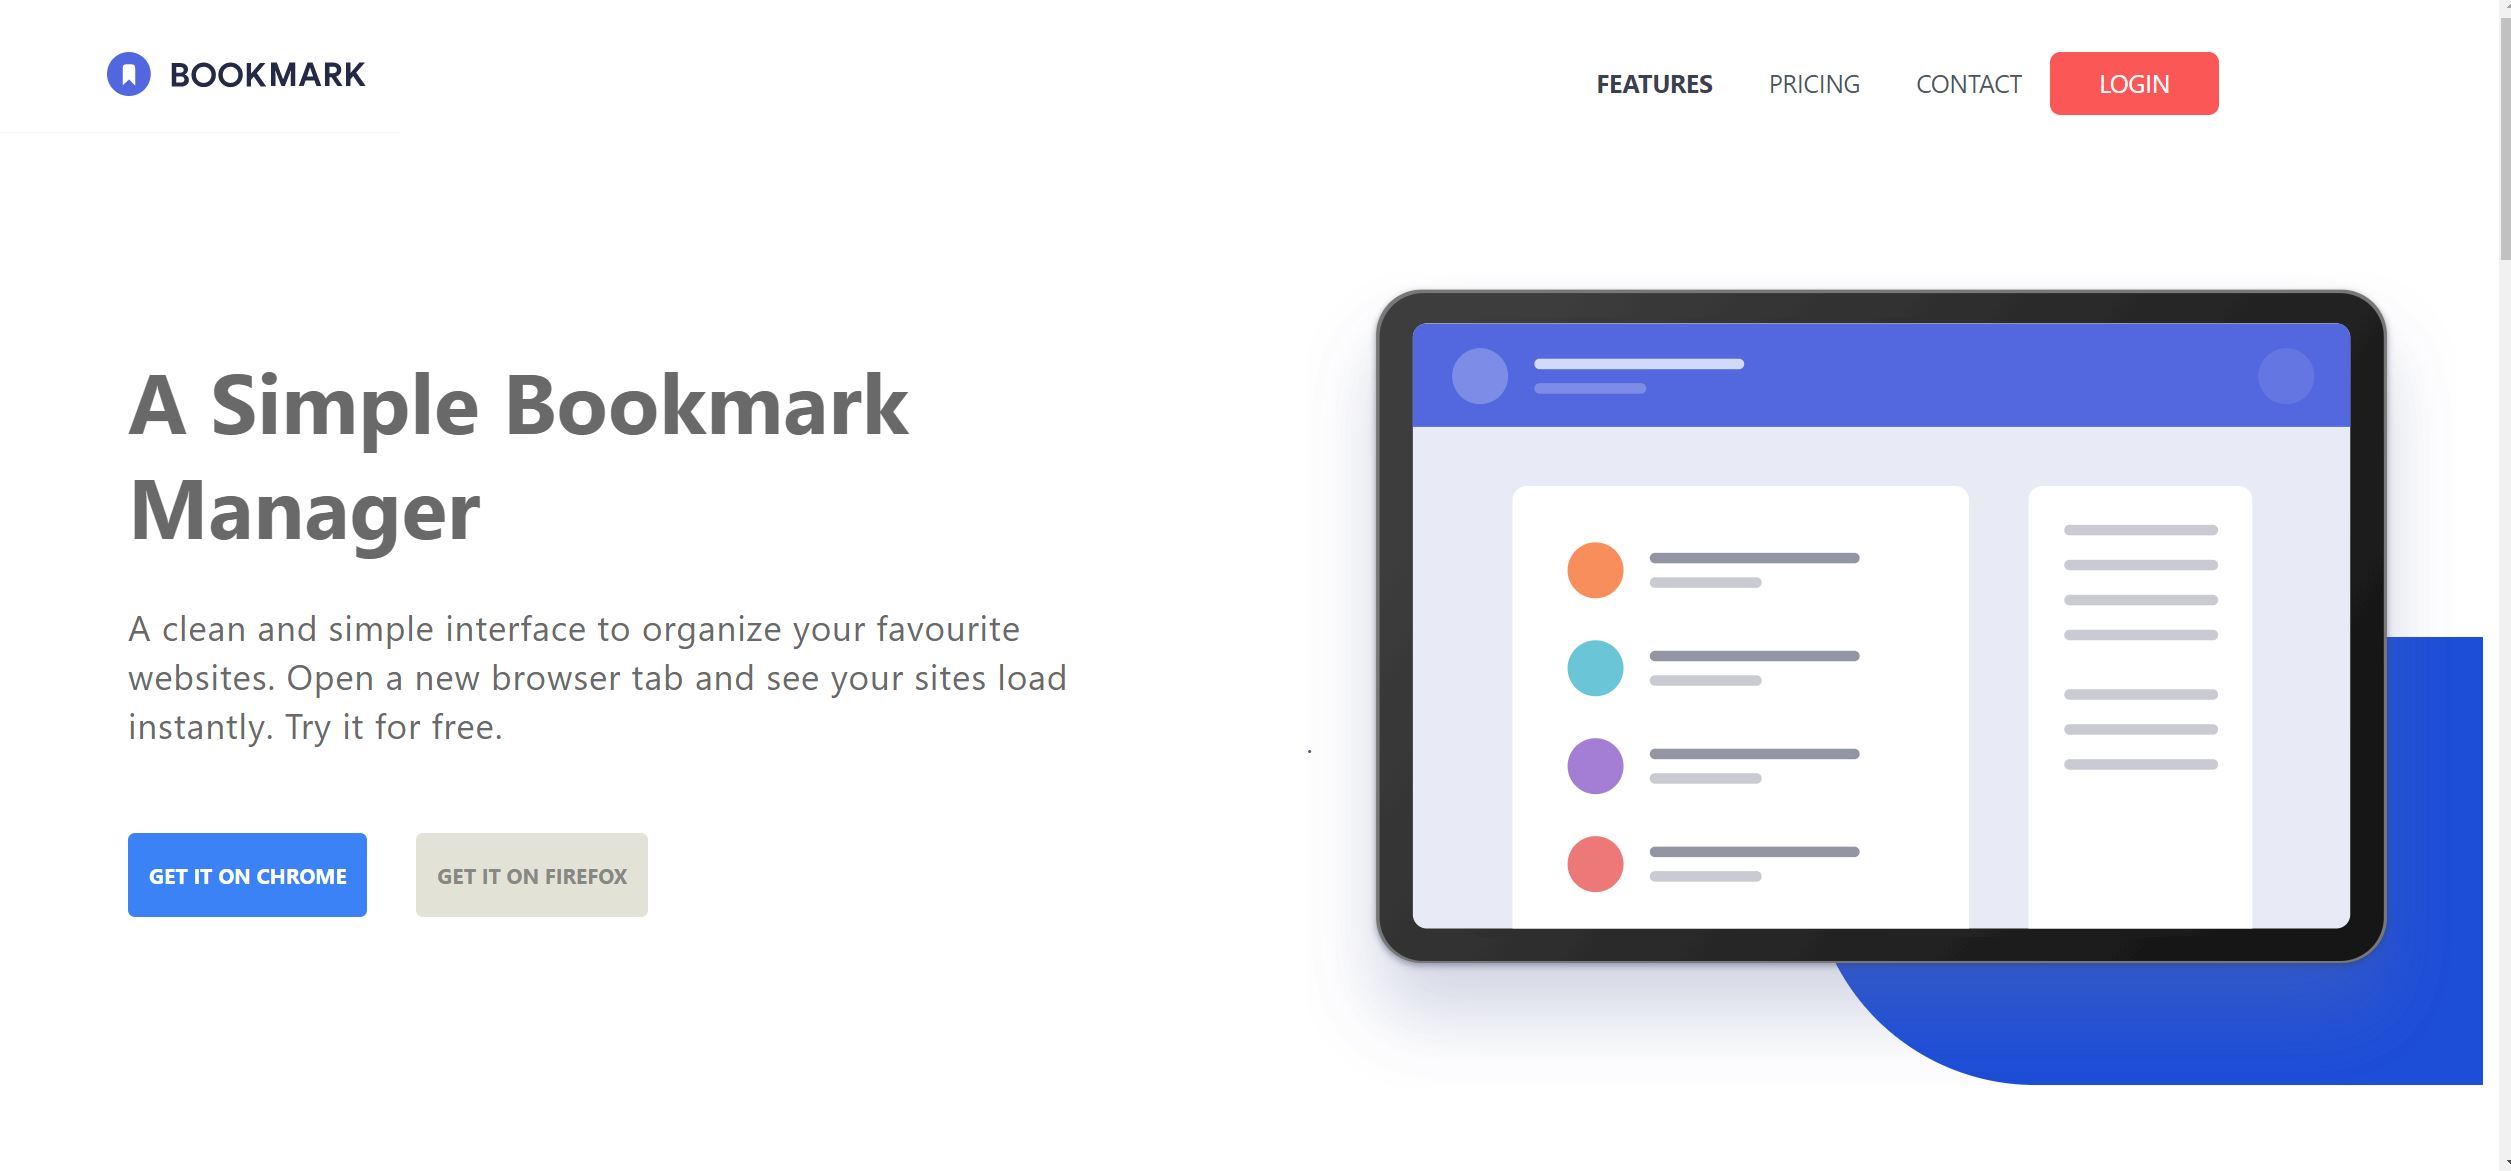 BOOKMARK
FEATURES PRICING CONTACT LOGIN
A Simple Bookmark
Manager
A clean and simple interface to organize your favourite
websites. Open a new browser tab and see your sites load
instantly. Try it for free.
.
GET IT ON CHROME GET IT ON FIREFOX